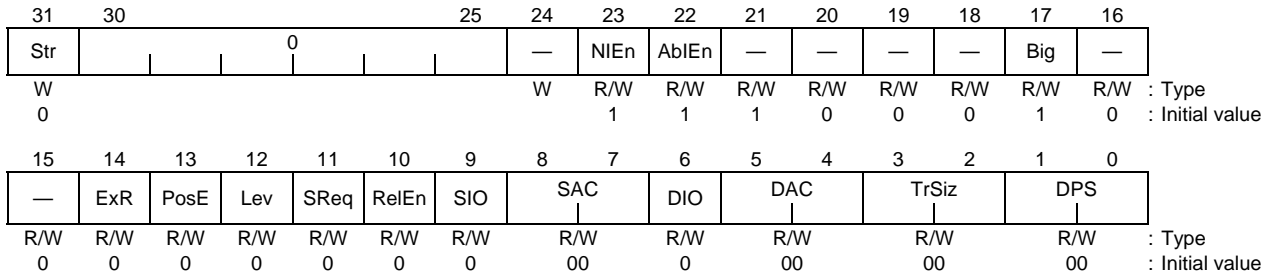 31 30 25 24 23 22 21 20 19 18 17 16
Str 0 — NIEn AbIEn — — — — Big —
W W R/W R/W R/W R/W R/W R/W R/W R/W : Type
0 1 1 1 0 0 0 1 0 : Initial value
15 14 13 12 11 10 9 8 7 6 5 4 3 2 1 0
— ExR PosE Lev SReq RelEn SIO SAC DIO DAC TrSiz DPS
R/W R/W R/W R/W R/W R/W R/W R/W R/W R/W R/W R/W : Type
0 0 0 0 0 0 0 00 0 00 00 00 : Initial value